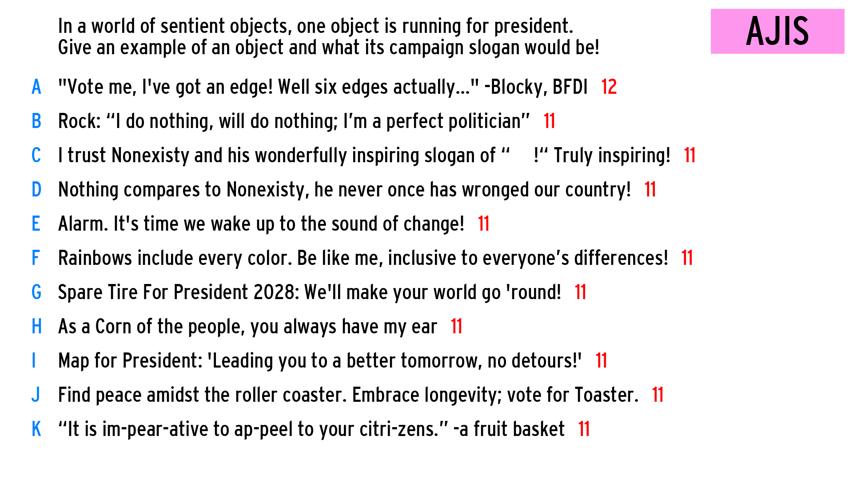 In a world of sentient objects, one object is running for president.
Give an example of an object and what its campaign slogan would be!
AJIS
A "Vote me, I've got an edge! Well six edges actually..." -Blocky, BFDI 12
B Rock: “I do nothing, will do nothing; I’m a perfect politician” 11
C I trust Nonexisty and his wonderfully inspiring slogan of “    !“ Truly inspiring! 11
D Nothing compares to Nonexisty, he never once has wronged our country! 11
E Alarm. It's time we wake up to the sound of change! 11
F Rainbows include every color. Be like me, inclusive to everyone’s differences! 11
G Spare Tire For President 2028: We'll make your world go 'round! 11
H As a Corn of the people, you always have my ear 11
I Map for President: 'Leading you to a better tomorrow, no detours!' 11
J Find peace amidst the roller coaster. Embrace longevity; vote for Toaster. 11
K “It is im-pear-ative to ap-peel to your citri-zens.” -a fruit basket 11